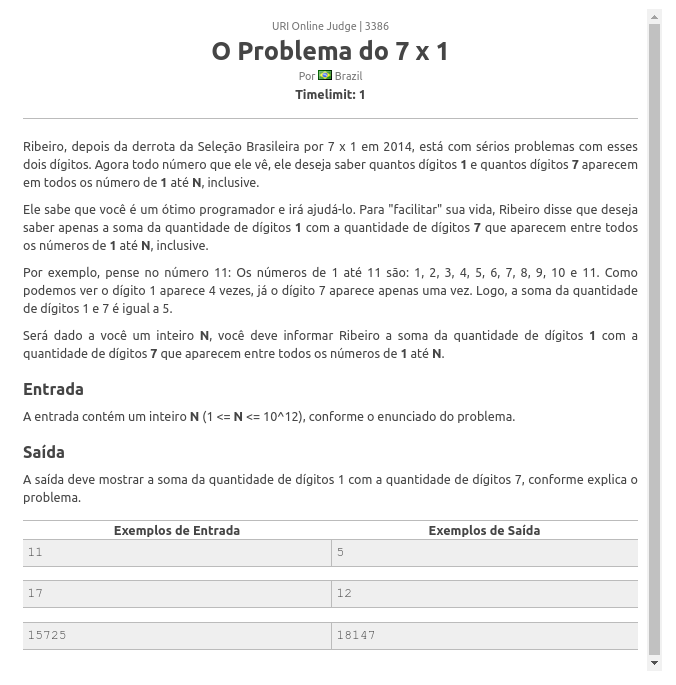 URI Online Judge | 3386
O Problema do 7 x 1
Por Brazil
Timelimit: 1
Ribeiro, depois da derrota da Seleção Brasileira por 7 x 1 em 2014, está com sérios problemas com esses
dois dígitos. Agora todo número que ele vê, ele deseja saber quantos dígitos 1 e quantos dígitos 7 aparecem
em todos os número de 1 até N, inclusive.
Ele sabe que você é um ótimo programador e irá ajudá-lo. Para "facilitar" sua vida, Ribeiro disse que deseja
saber apenas a soma da quantidade de dígitos 1 com a quantidade de dígitos 7 que aparecem entre todos
os números de 1 até N, inclusive.
Por exemplo, pense no número 11: Os números de 1 até 11 são: 1, 2, 3, 4, 5, 6, 7, 8, 9, 10 e 11. Como
podemos ver o dígito 1 aparece 4 vezes, já o dígito 7 aparece apenas uma vez. Logo, a soma da quantidade
de dígitos 1 e 7 é igual a 5.
Será dado a você um inteiro N, você deve informar Ribeiro a soma da quantidade de dígitos 1 com a
quantidade de dígitos 7 que aparecem entre todos os números de 1 até N.
Entrada
A entrada contém um inteiro N (1 <= N <= 10^12), conforme o enunciado do problema.
Saída
A saída deve mostrar a soma da quantidade de dígitos 1 com a quantidade de dígitos 7, conforme explica o
problema.
Exemplos de Entrada Exemplos de Saída
11 5
17 12
15725 18147